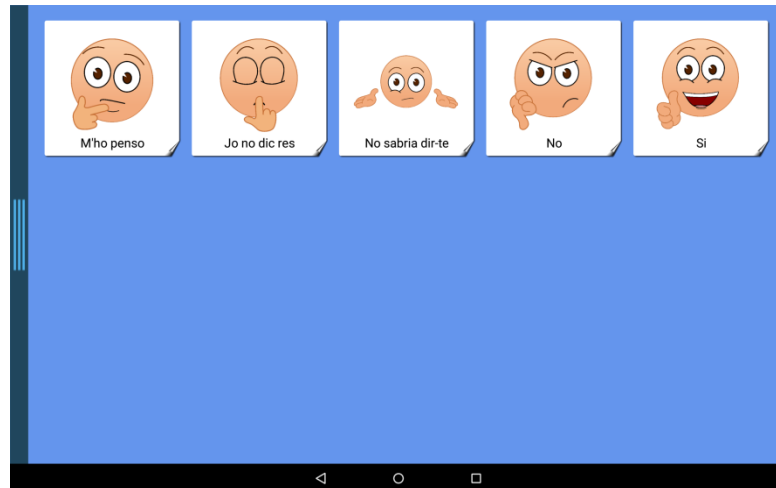 M'ho penso
Jo no dic res
No sabria dir-te
No
Si